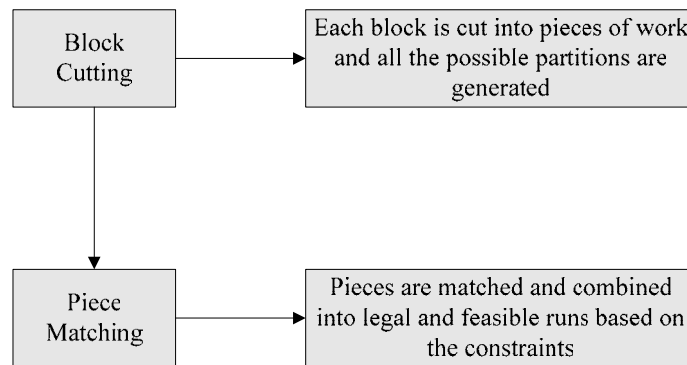 Block
Cutting
Each block is cut into pieces of work
and all the possible partitions are
generated
Piece
Matching
Pieces are matched and combined
into legal and feasible runs based on
the constraints